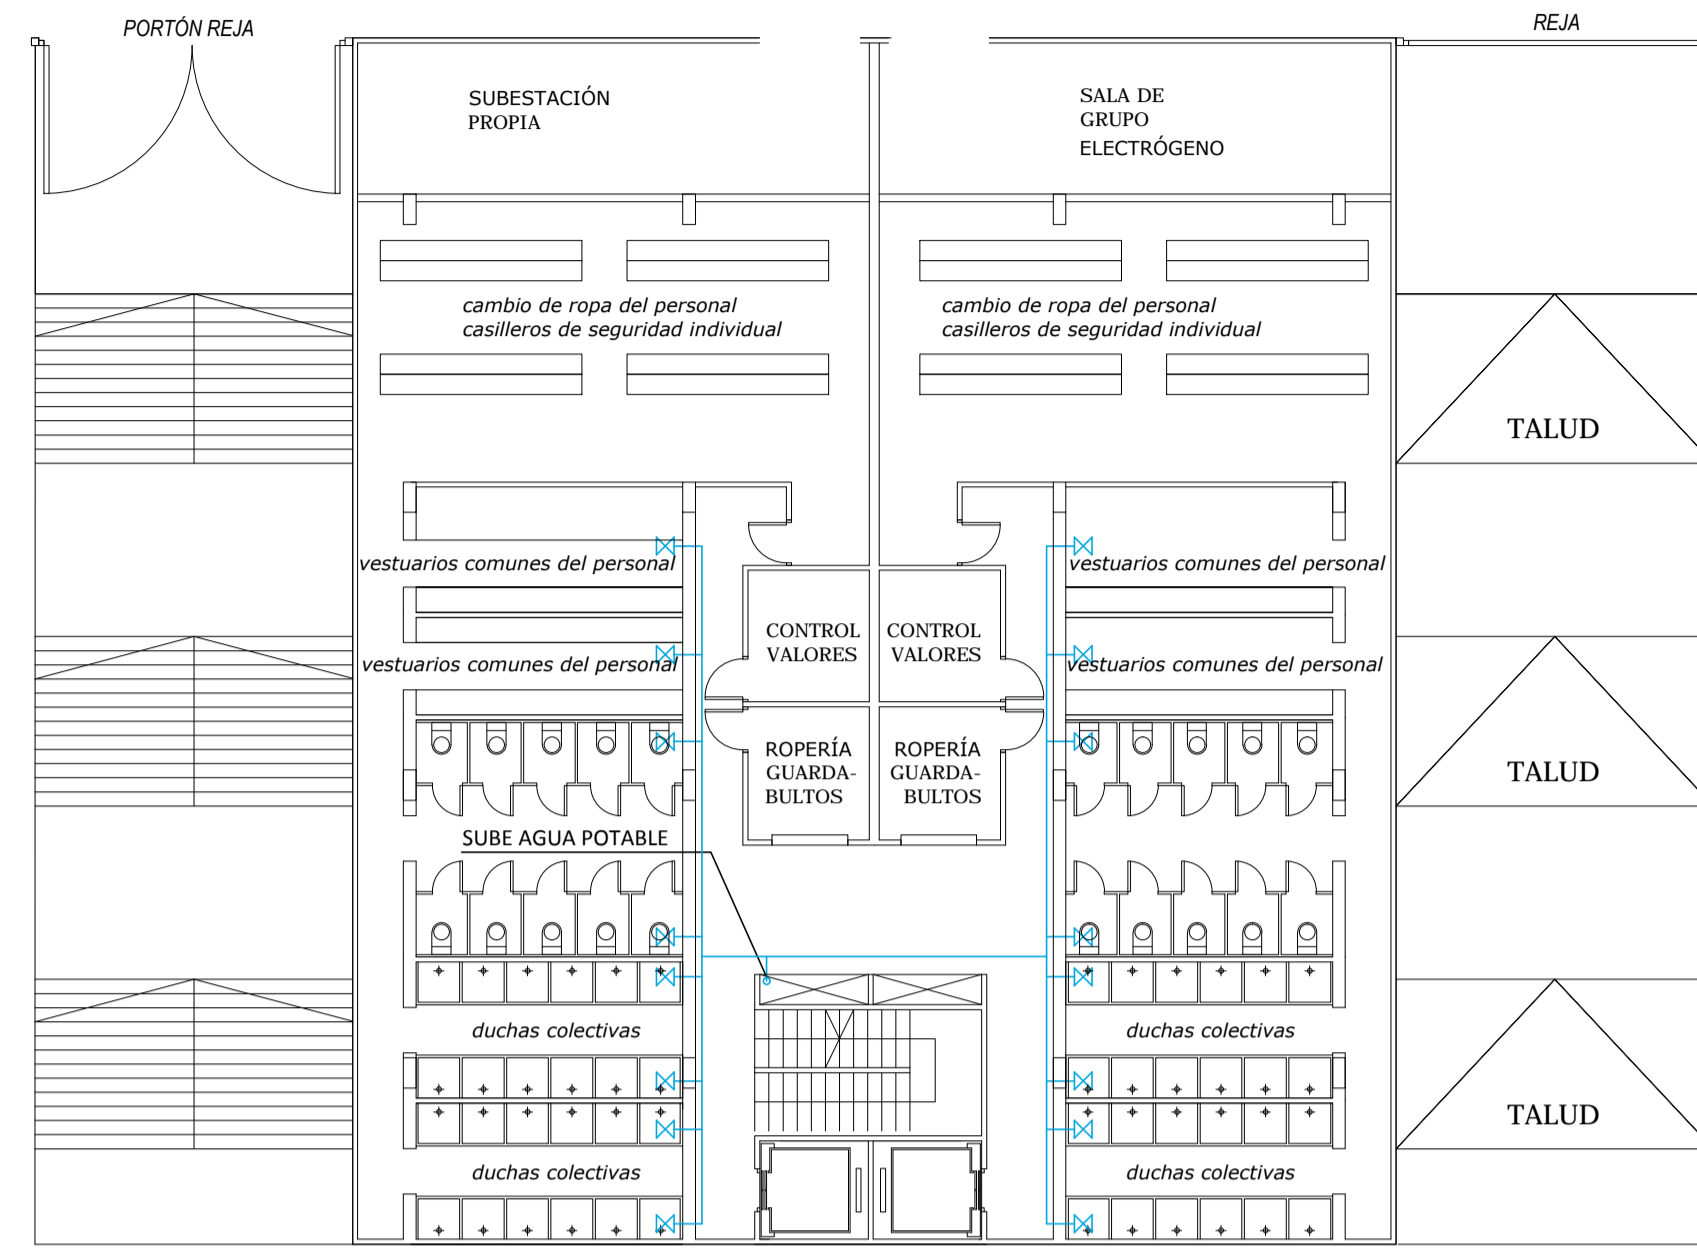 PORTÓN REJA
REJA
SUBESTACIÓN
PROPIA
SALA DE
GRUPO
ELECTRÓGENO
cambio de ropa del personal
casilleros de seguridad individual
cambio de ropa del personal
casilleros de seguridad individual
TALUD
vestuarios comunes del personal
vestuarios comunes del personal
CONTROL
VALORES
CONTROL
VALORES
vestuarios comunes del personal
vestuarios comunes del personal
ROPERÍA
GUARDA-
BULTOS
ROPERÍA
GUARDA-
BULTOS
TALUD
SUBE AGUA POTABLE
duchas colectivas
duchas colectivas
TALUD
duchas colectivas
duchas colectivas